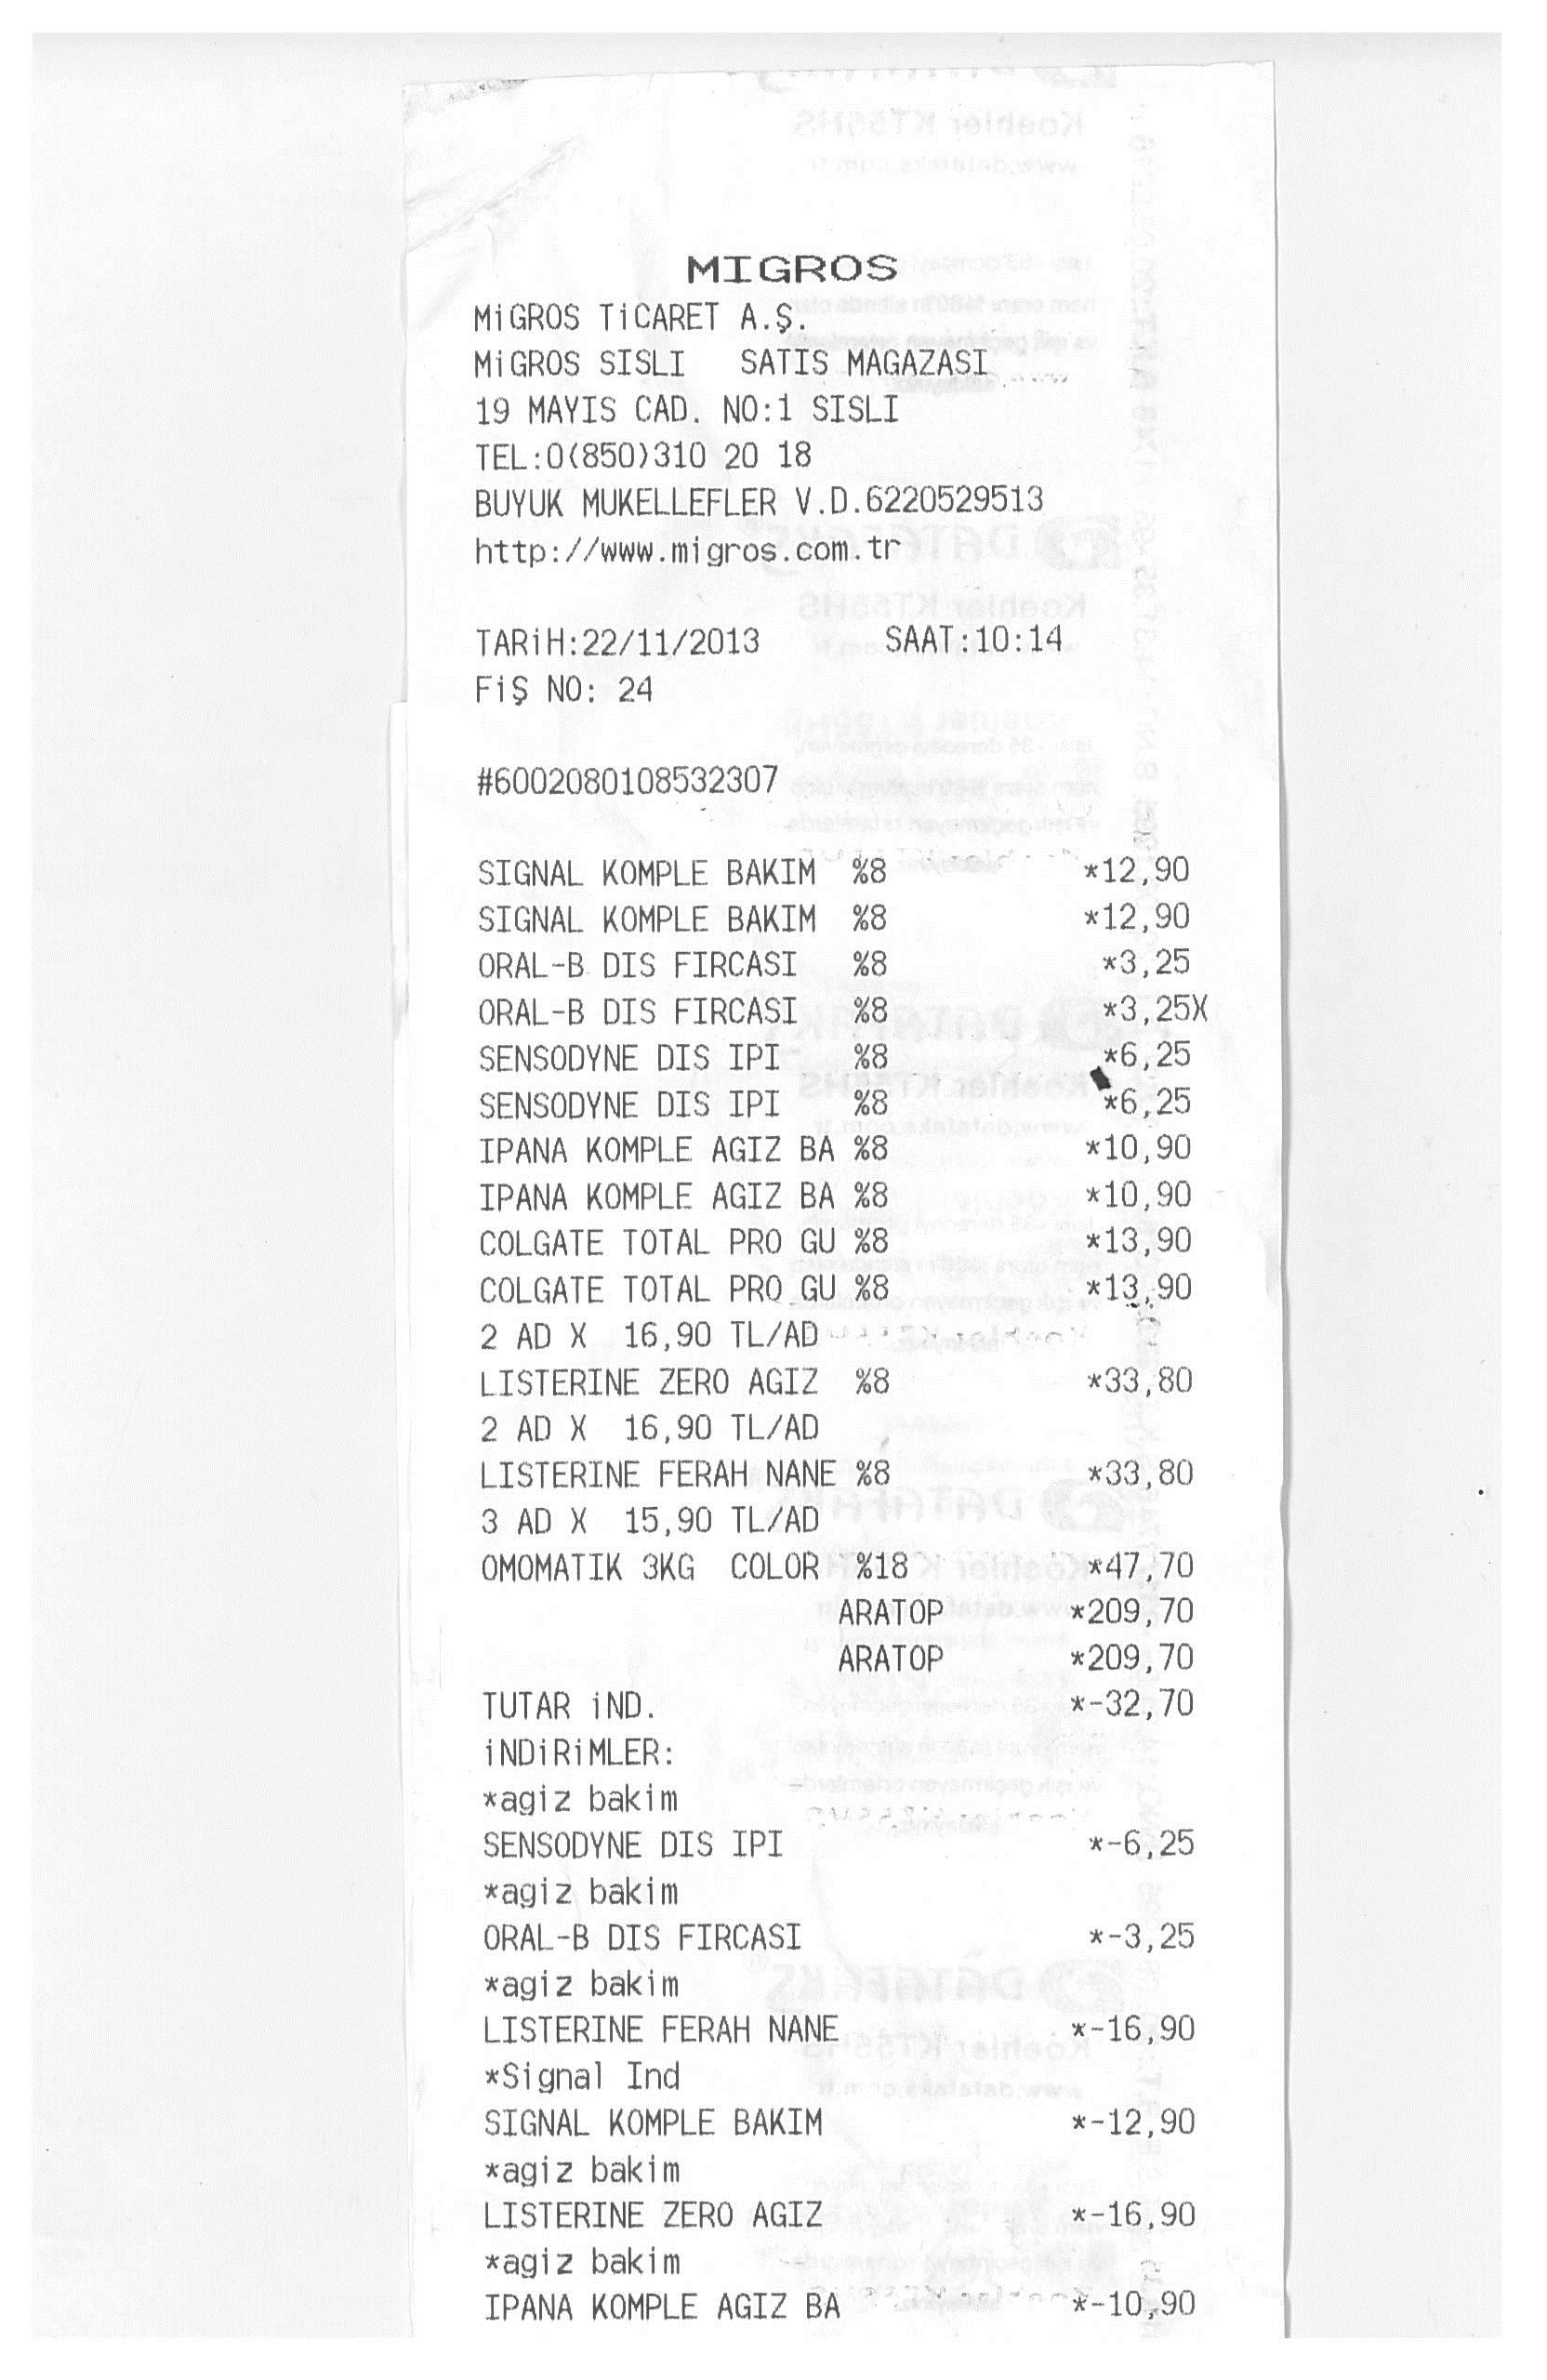 MIGROS
MiGROS TiCARET A.Ş.
MiGROS SISLI SATIS MAGAZASI
19 MAYIS CAD. NO:1 SISLI
TEL:0(850)310 20 18
BUYUK MUKELLEFLER V.D.6220529513
http://www.migros.com.tr
TARiH:22/11/2013 SAAT:10:14
FiŞ NO: 24
#6002080108532307
SIGNAL KOMPLE BAKIM %8 *12,90
SIGNAL KOMPLE BAKIM %8 *12,90
ORAL-B DIS FIRCASI %8 *3,25
ORAL-B DIS FIRCASI %8 *3,25X
SENSODYNE DIS IPI %8 *6,25
SENSODYNE DIS IPI %8 *6,25
IPANA KOMPLE AGIZ BA %8 *10,90
IPANA KOMPLE AGIZ BA %8 *10,90
COLGATE TOTAL PRO GU %8 *13,90
COLGATE TOTAL PRO GU %8 *13,90
2 AD X 16,90 TL/AD
LISTERINE ZERO AGIZ %8 *33,80
2 AD X 16,90 TL/AD
LISTERINE FERAH NANE %8 *33,80
3 AD X 15,90 TL/AD
OMOMATIK 3KG COLOR %18 *47,70
ARATOP *209,70
ARATOP *209,70
TUTAR iND. *-32,70
iNDiRiMLER:
*agiz bakim
SENSODYNE DIS IPI *-6,25
*agiz bakim
ORAL-B DIS FIRCASI *-3,25
*agiz bakim
LISTERINE FERAH NANE *-16,90
*Signal Ind
SIGNAL KOMPLE BAKIM *-12,90
*agiz bakim
LISTERINE ZERO AGIZ *-16,90
*agiz bakim
IPANA KOMPLE AGIZ BA *-10,90